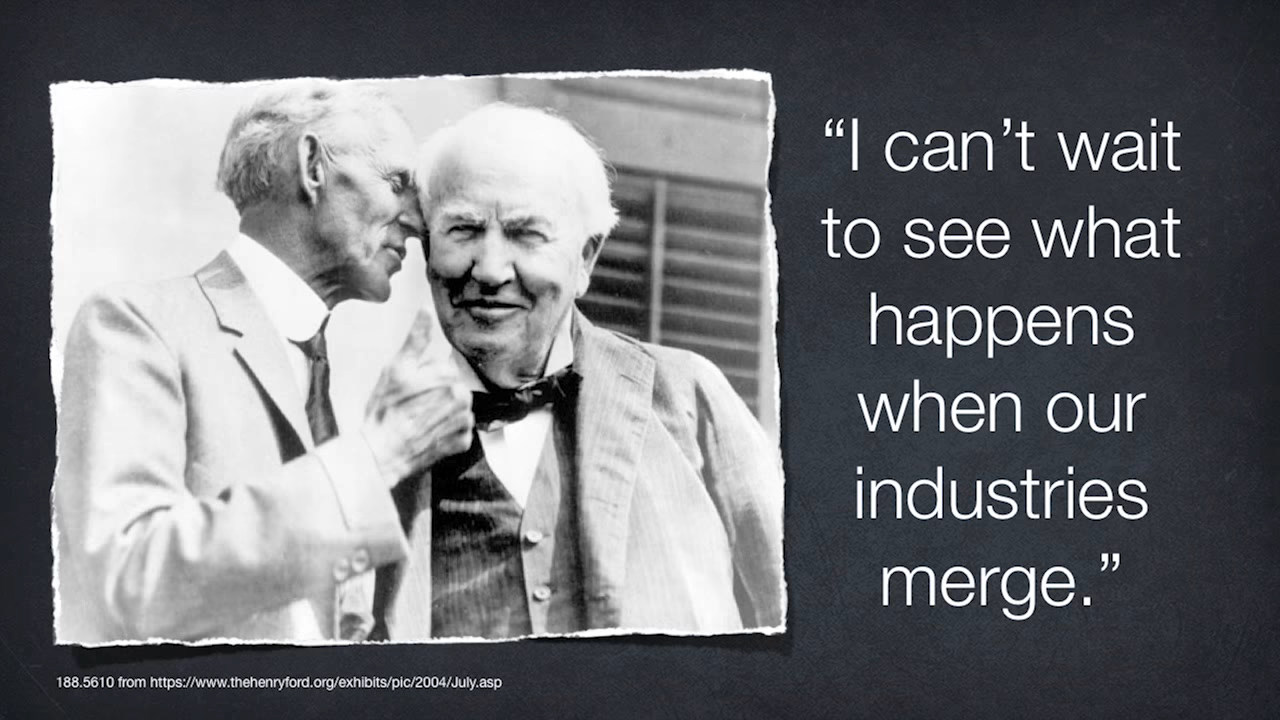 “I can’t wait
to see what
happens
when our
industries
merge.”
188.5610 from https://www.thehenryford.org/exhibits/pic/2004/July.asp